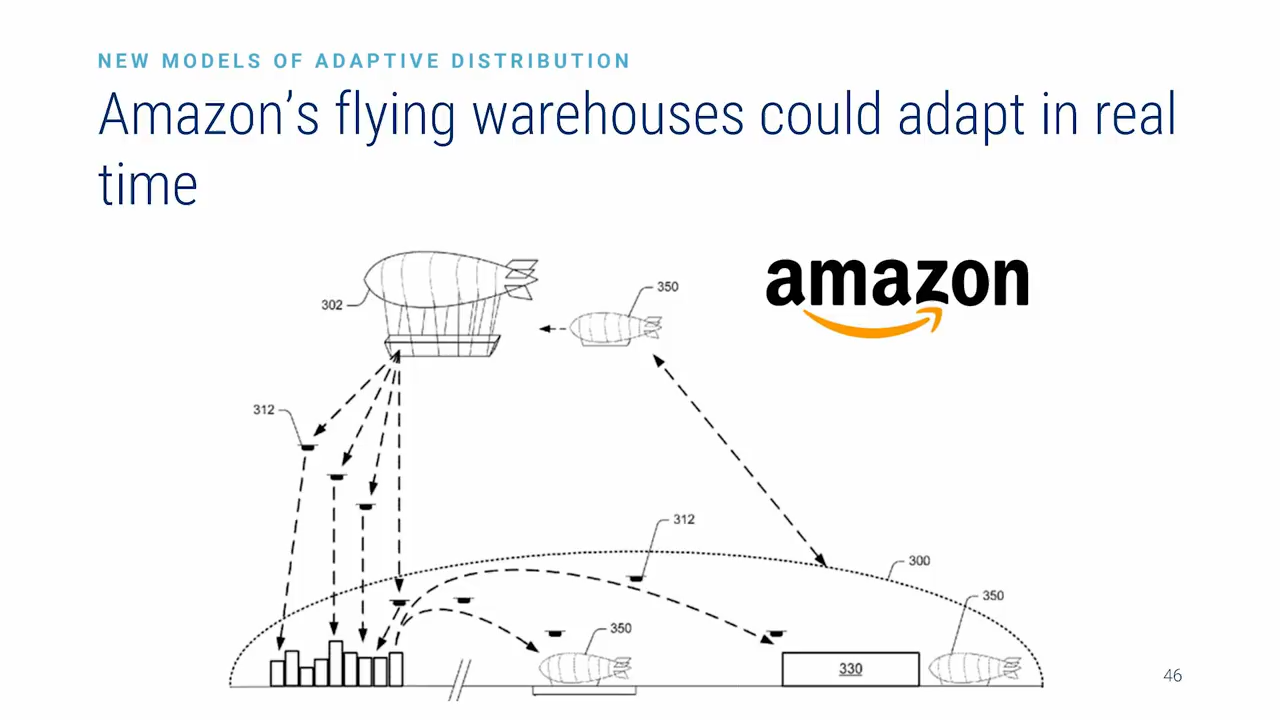 NEW MODELS OF ADAPTIVE DISTRIBUTION
Amazon’s flying warehouses could adapt in real
time
amazon
350
302
312
312
300
350
350
330
46